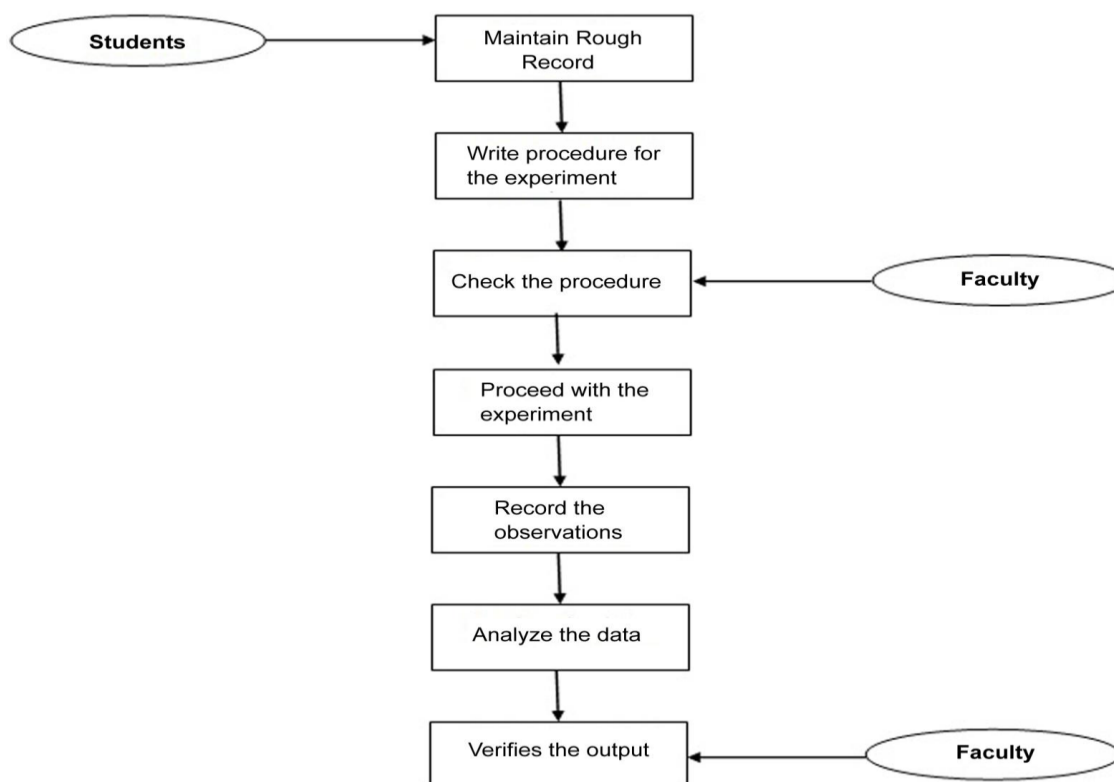 Students
Maintain Rough
Record
Write procedure for
the experiment
Check the procedure
Faculty
Proceed with the
experiment
Record the
observations
Analyze the data
Verifies the output
Faculty